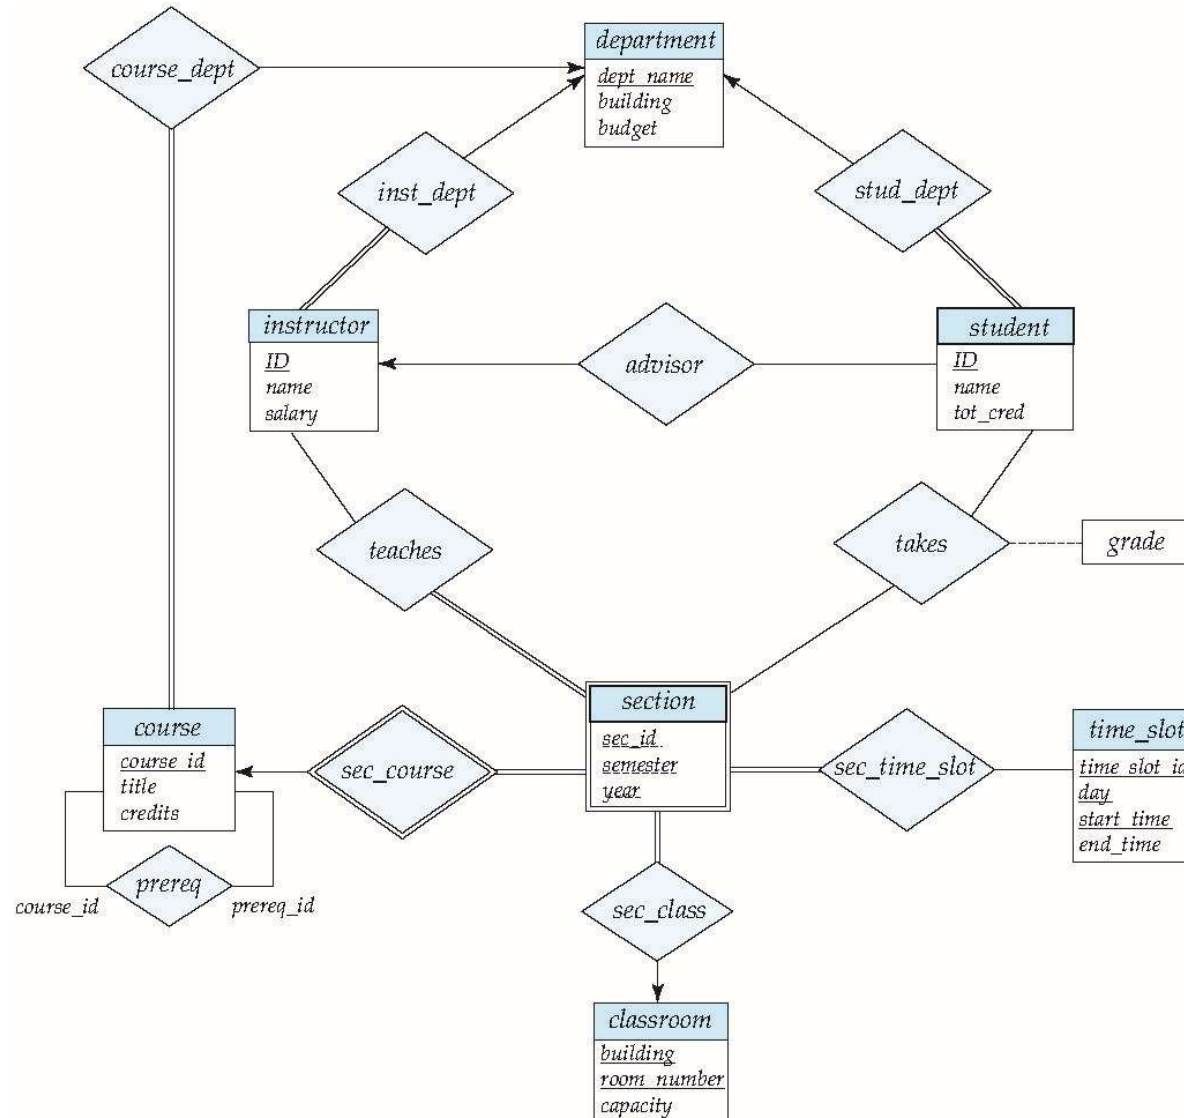 department
dept_name
building
budget
course_dept
inst_dept
stud_dept
instructor
ID
name
salary
advisor
student
ID
name
tot_cred
teaches
takes
grade
course
course_id
title
credits
sec_course
section
sec_id
semester
year
sec_time_slot
time_slot
time_slot_id
day
start_time
end_time
prereq
course_id
prereq_id
sec_class
classroom
building
room_number
capacity